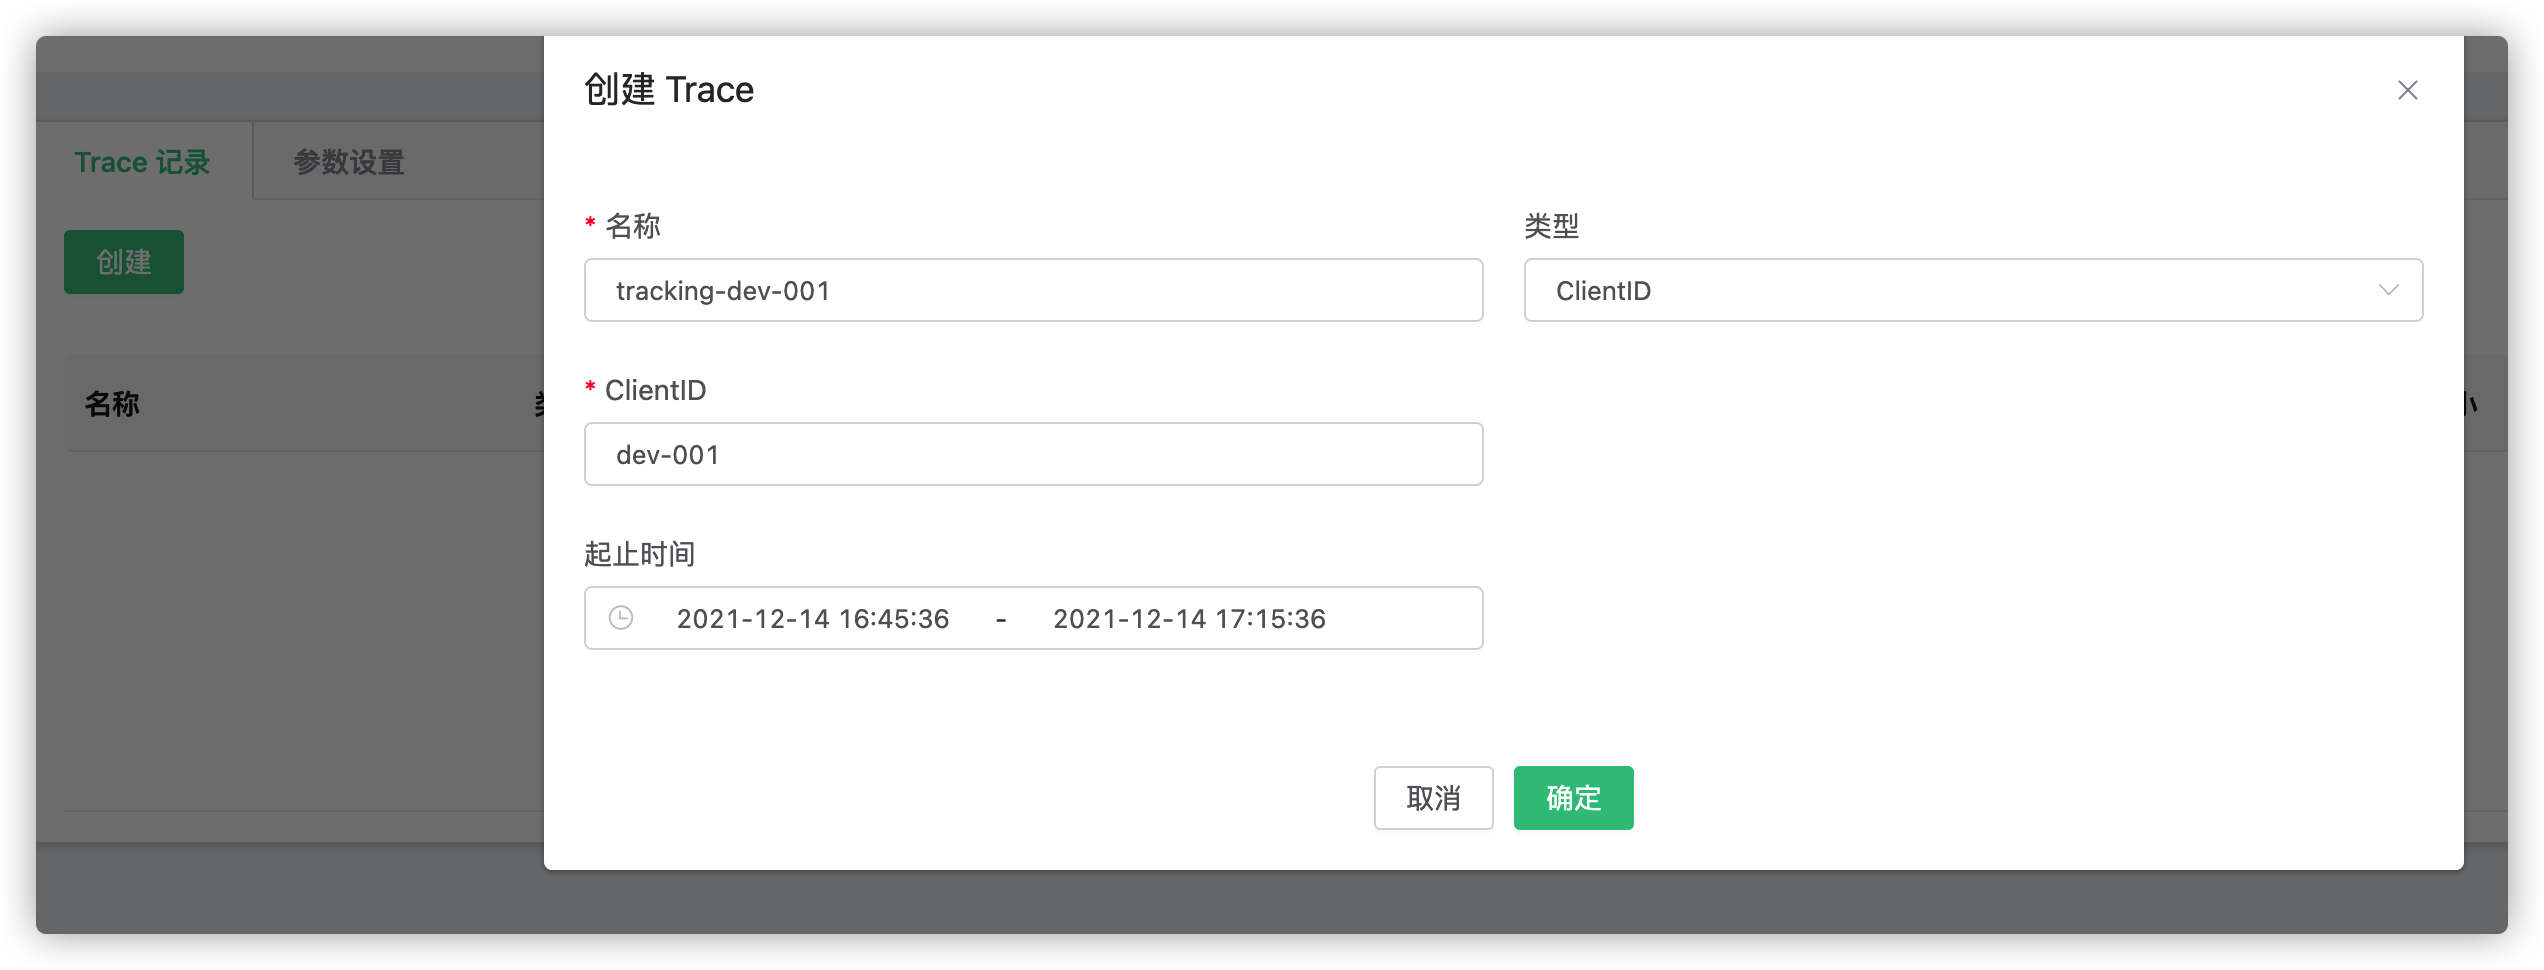 创建 Trace
Trace 记录
参数设置
创建
名称
* 名称
tracking-dev-001
类型
ClientID
* ClientID
dev-001
起止时间
2021-12-14 16:45:36 - 2021-12-14 17:15:36
取消
确定